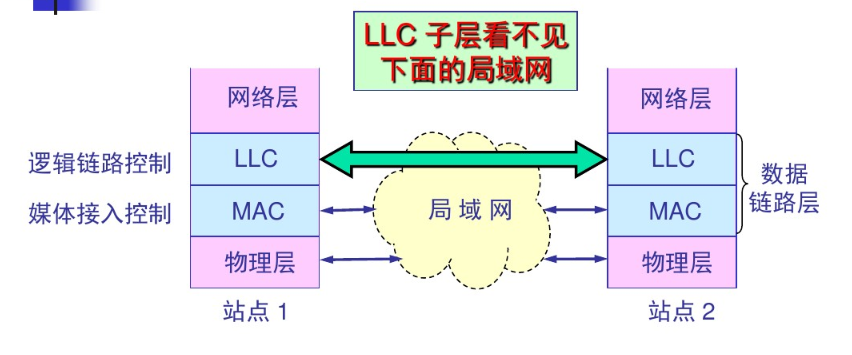 LLC 子层看不见
下面的局域网
网络层
网络层
逻辑链路控制
LLC
LLC
数据
链路层
媒体接入控制
MAC
局域网
MAC
物理层
物理层
站点 1
站点 2